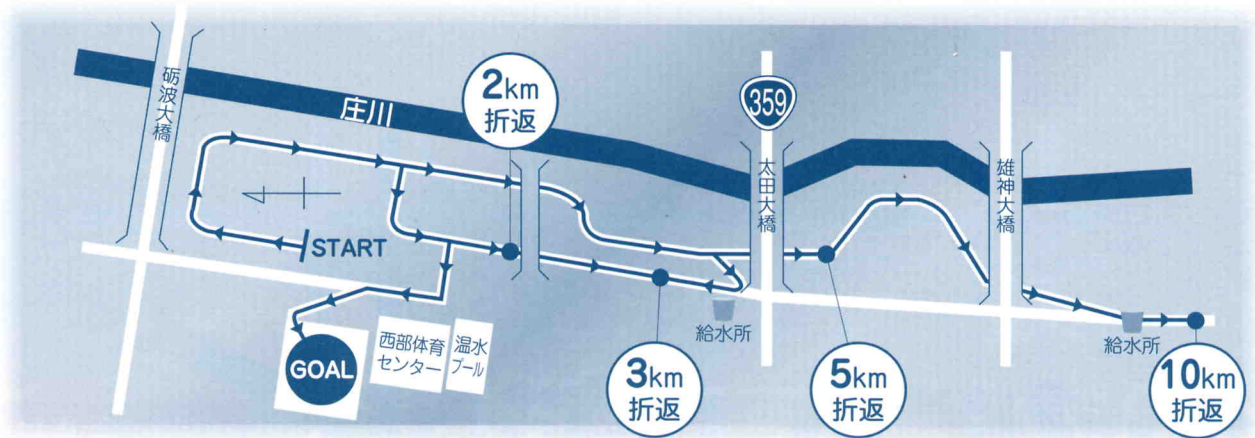 砺波大橋
庄川
2km
折返
359
太田大橋
雄神大橋
START
GOAL
西部体育
センター
温水
プール
給水所
3km
折返
5km
折返
給水所
10km
折返